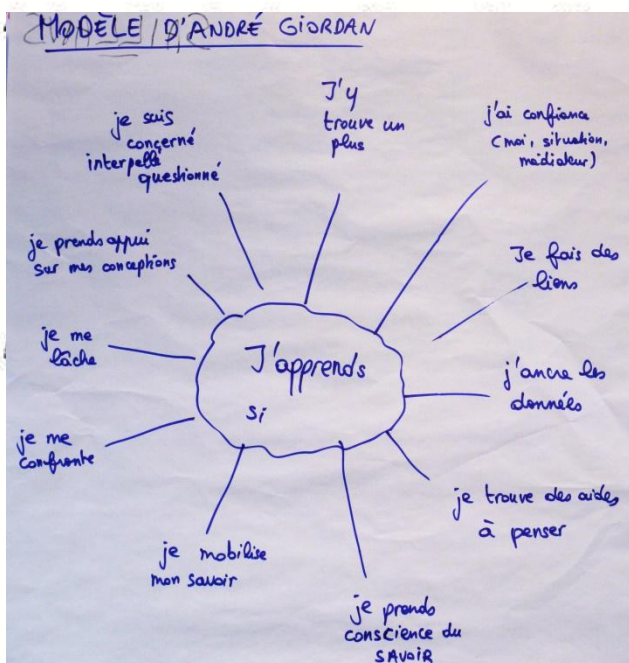 MODÈLE D'ANDRÉ GIORDAN
je suis
concerné
interpellé
questionné
J'y
trouve un
plus
j'ai confiance
(moi, situation,
médiateur)
je prends appui
sur mes conceptions
Je fais des
liens
je me
lâche
J'apprends
si
j'ancre les
données
je me
confronte
je trouve des aides
à penser
je mobilise
mon savoir
je prends
conscience du
SAVOIR